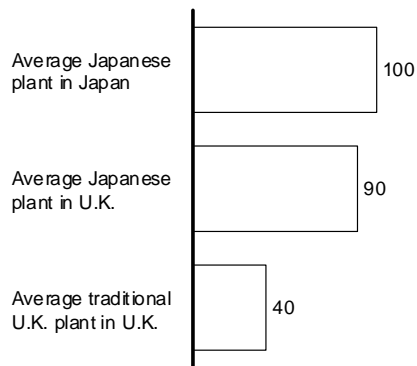 Average Japanese
plant in Japan
100
Average Japanese
plant in U.K.
90
Average traditional
U.K. plant in U.K.
40